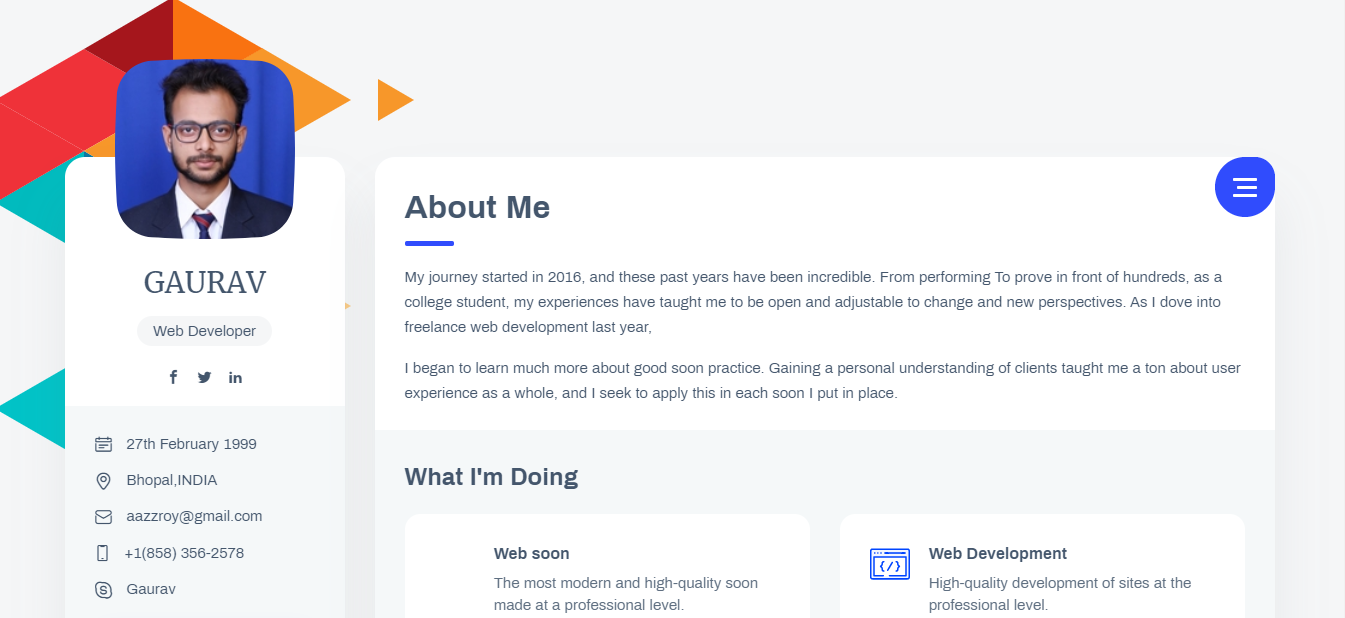 GAURAV
Web Developer
27th February 1999
Bhopal,INDIA
aazzroy@gmail.com
+1(858) 356-2578
Gaurav
About Me
My journey started in 2016, and these past years have been incredible. From performing To prove in front of hundreds, as a
college student, my experiences have taught me to be open and adjustable to change and new perspectives. As I dove into
freelance web development last year,
I began to learn much more about good soon practice. Gaining a personal understanding of clients taught me a ton about user
experience as a whole, and I seek to apply this in each soon I put in place.
What I'm Doing
Web soon
The most modern and high-quality soon
made at a professional level.
Web Development
High-quality development of sites at the
professional level.